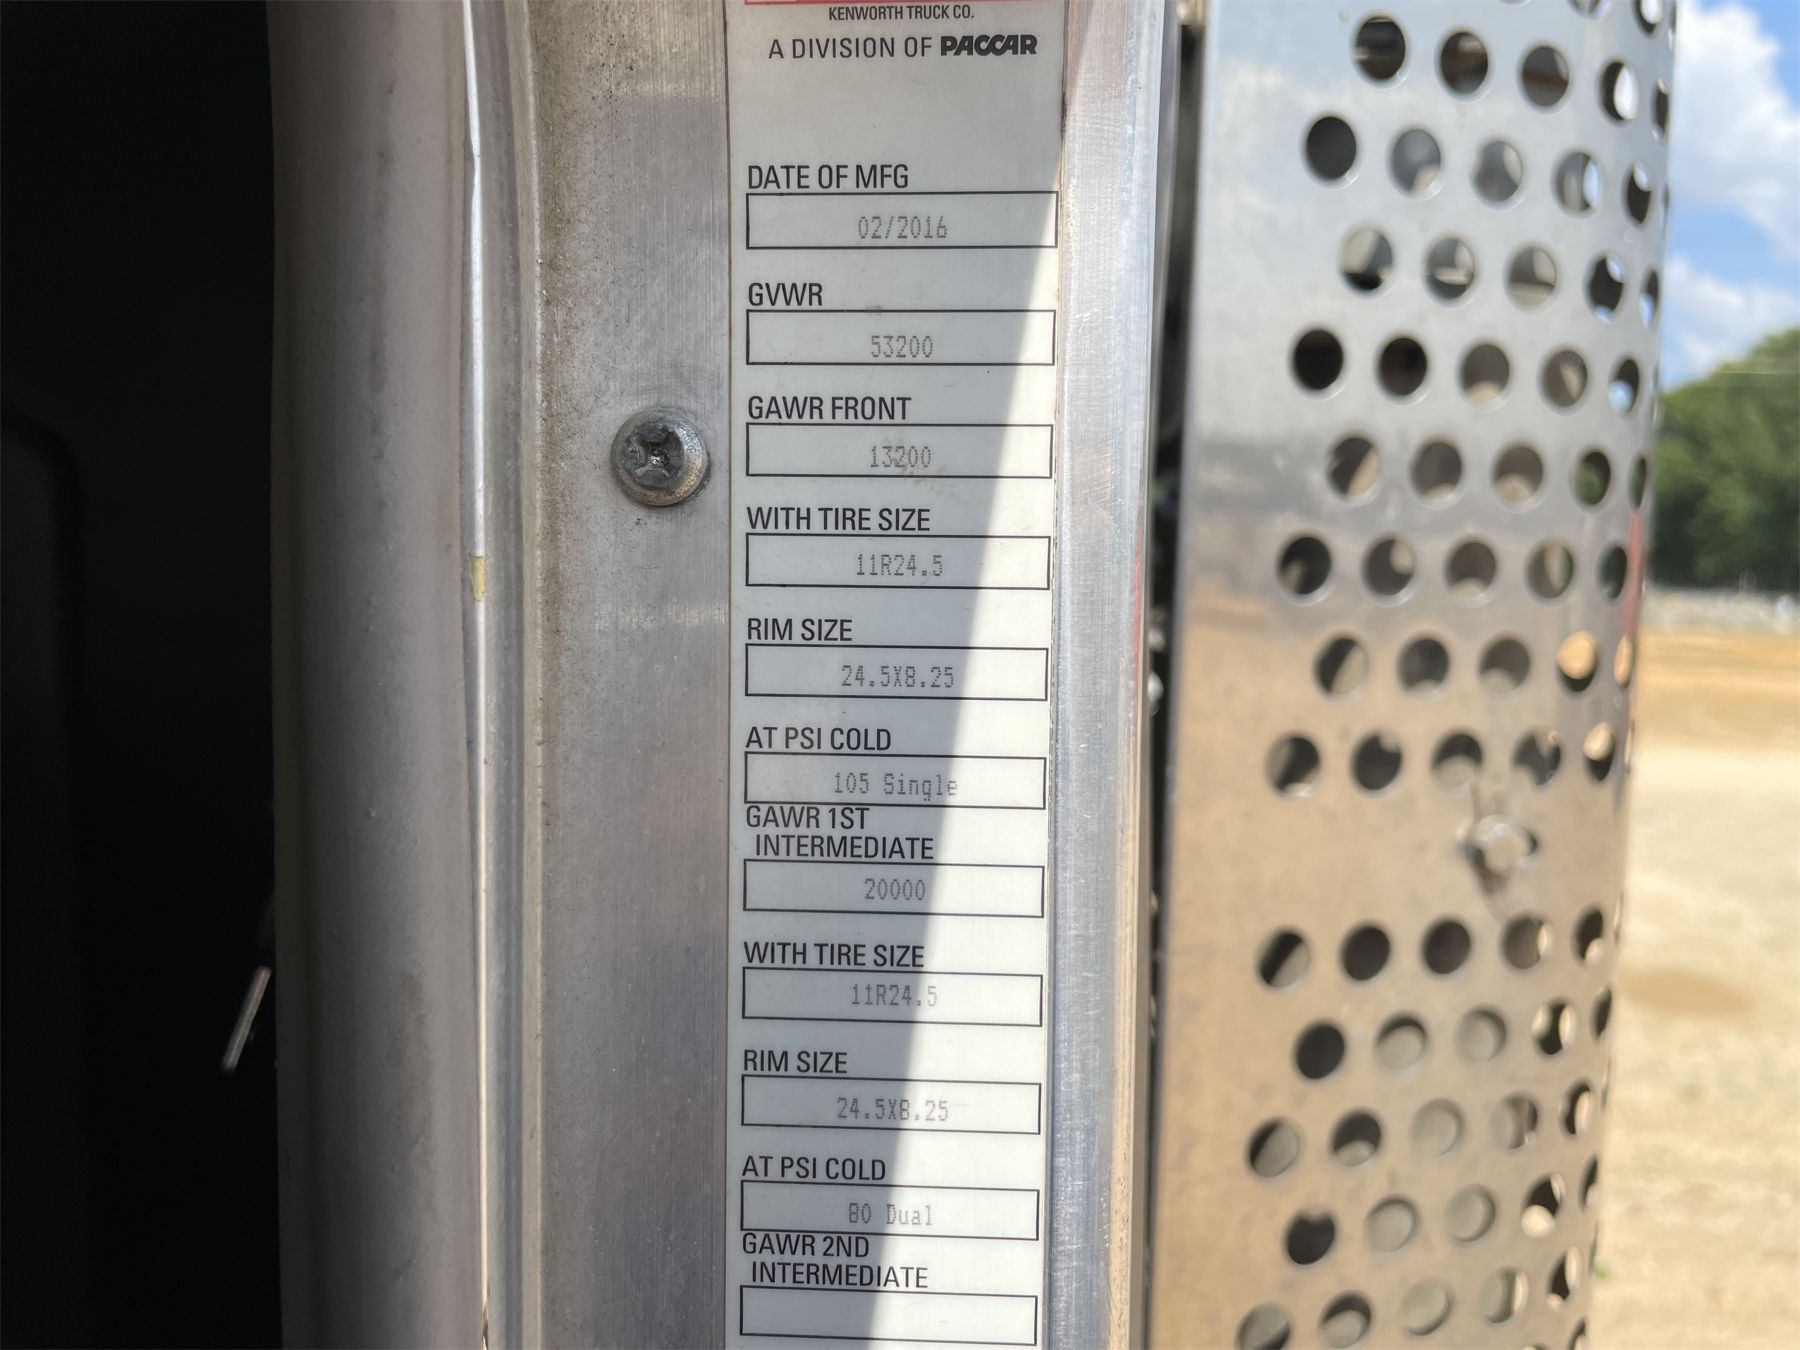 KENWORTH TRUCK CO.
A DIVISION OF PACCAR
DATE OF MFG
02/2016
GVWR
53200
GAWR FRONT
13200
WITH TIRE SIZE
11R24.5
RIM SIZE
24.5X8.25
AT PSI COLD
105 Single
GAWR 1ST
INTERMEDIATE
20000
WITH TIRE SIZE
11R24.5
RIM SIZE
24.5X8.25
AT PSI COLD
80 Dual
GAWR 2ND
INTERMEDIATE